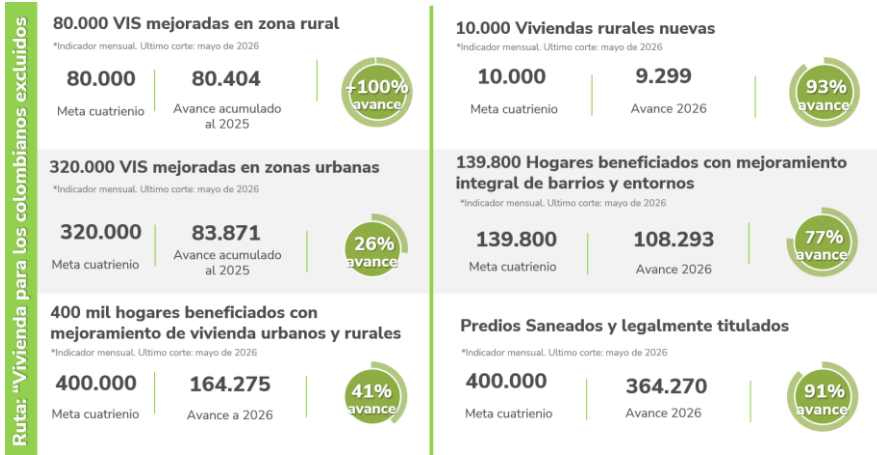 Ruta: “Vivienda para los colombianos excluidos
80.000 VIS mejoradas en zona rural
*Indicador mensual. Ultimo corte: mayo de 2026
80.000
Meta cuatrienio
80.404
Avance acumulado
al 2025
+100%
avance
320.000 VIS mejoradas en zonas urbanas
*Indicador mensual. Ultimo corte: mayo de 2026
320.000
Meta cuatrienio
83.871
Avance acumulado
al 2025
26%
avance
400 mil hogares beneficiados con
mejoramiento de vivienda urbanos y rurales
*Indicador mensual. Ultimo corte: mayo de 2026
400.000
Meta cuatrienio
164.275
Avance a 2026
41%
avance
10.000 Viviendas rurales nuevas
*Indicador mensual. Ultimo corte: mayo de 2026
10.000
Meta cuatrienio
9.299
Avance 2026
93%
avance
139.800 Hogares beneficiados con mejoramiento
integral de barrios y entornos
*Indicador mensual. Ultimo corte: mayo de 2026
139.800
Meta cuatrienio
108.293
Avance 2026
77%
avance
Predios Saneados y legalmente titulados
*Indicador mensual. Ultimo corte: mayo de 2026
400.000
Meta cuatrienio
364.270
Avance 2026
91%
avance